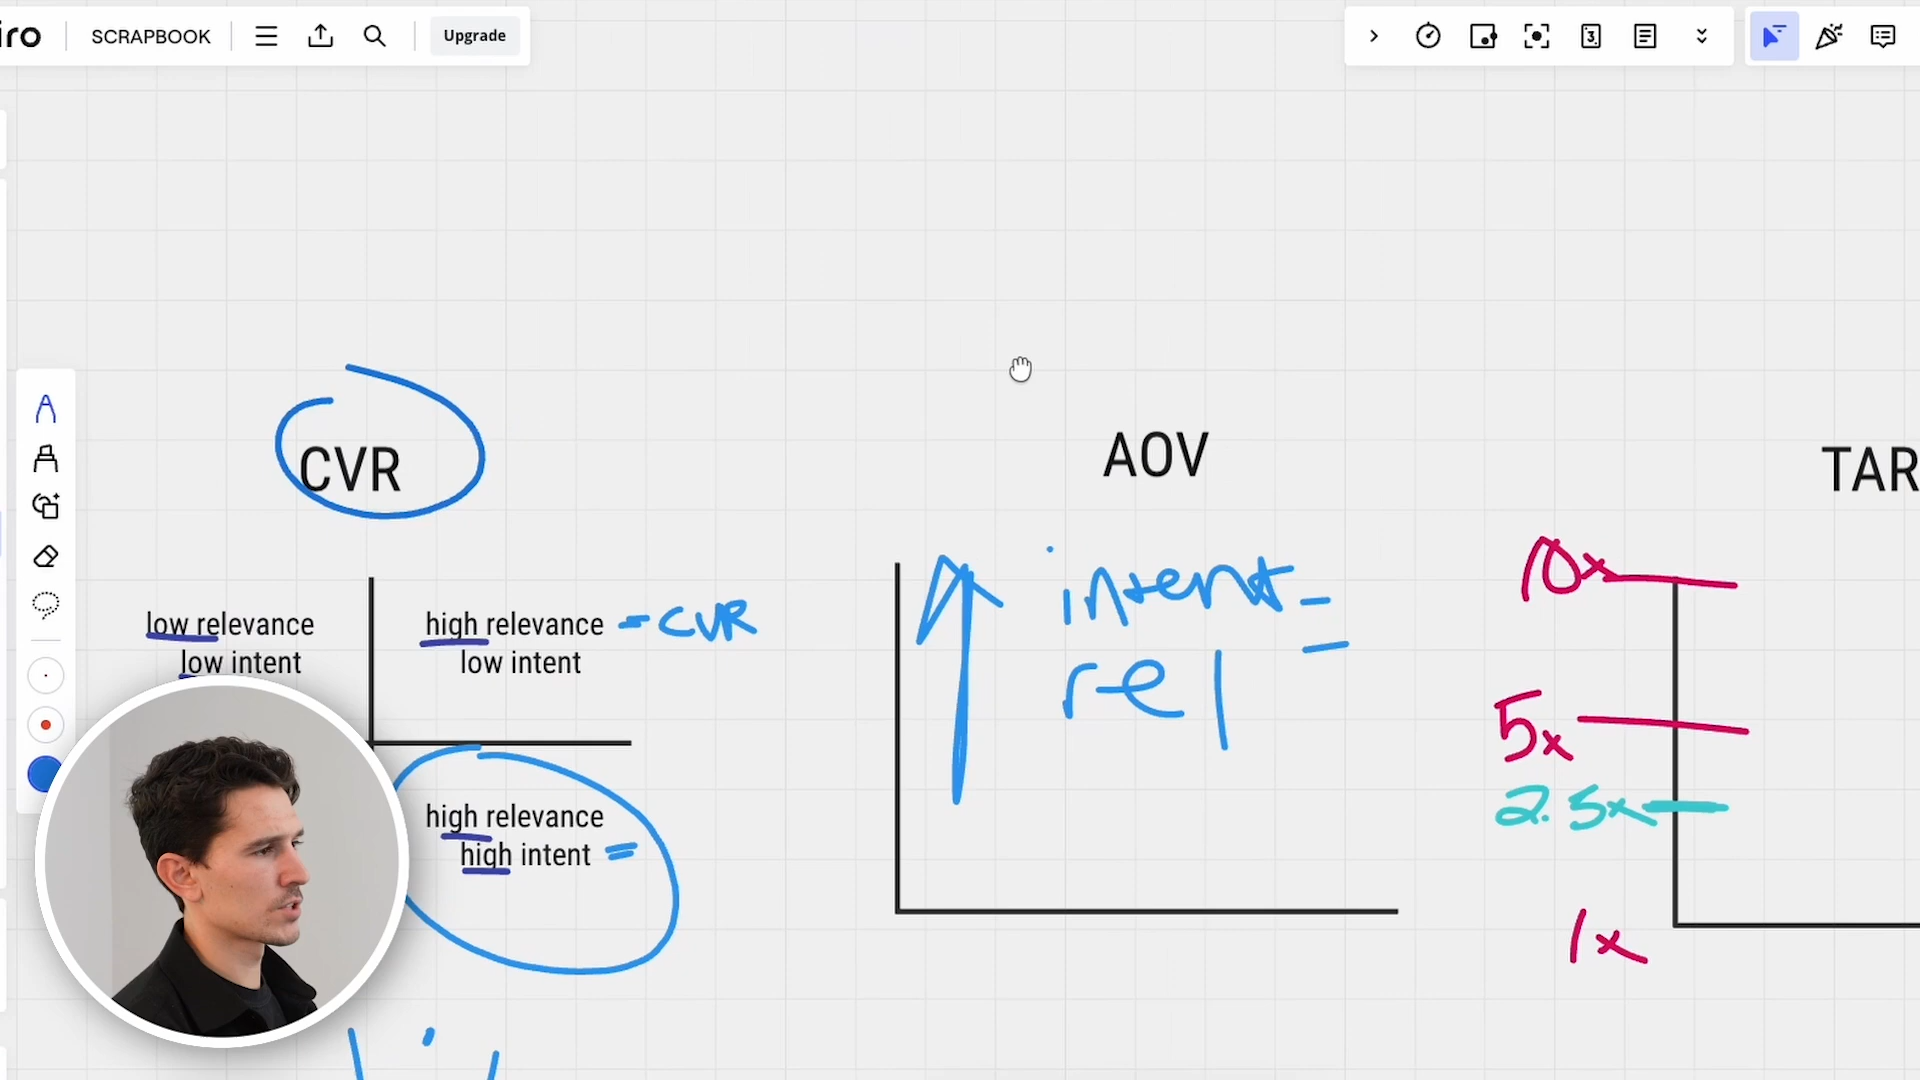 iro
SCRAPBOOK
Upgrade
3
CVR
low relevance
low intent
high relevance
low intent
= CVR
high relevance
high intent =
AOV
intent =
rel
TAR
10x
5x
2.5x
1x